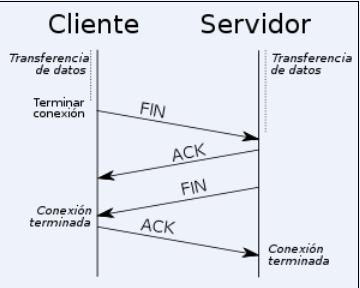 Cliente
Servidor
Transferencia
de datos
Transferencia
de datos
Terminar
conexión
FIN
ACK
FIN
Conexión
terminada
ACK
Conexión
terminada